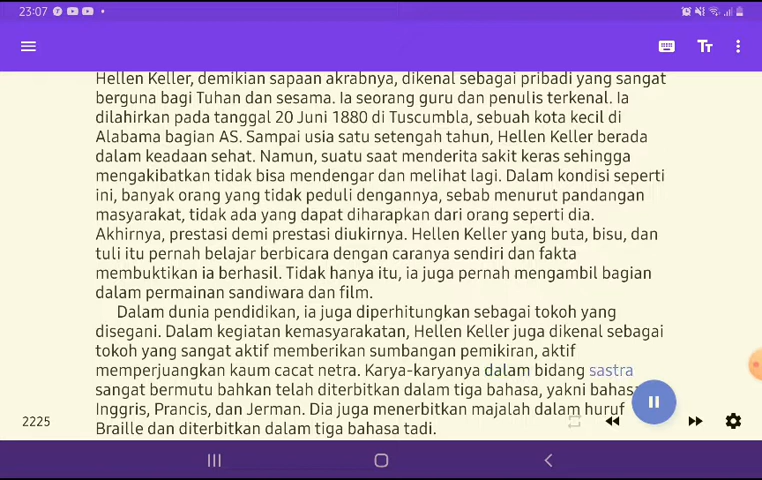 23:07
Hellen Keller, demikian sapaan akrabnya, dikenal sebagai pribadi yang sangat
berguna bagi Tuhan dan sesama. Ia seorang guru dan penulis terkenal. Ia
dilahirkan pada tanggal 20 Juni 1880 di Tuscumbla, sebuah kota kecil di
Alabama bagian AS. Sampai usia satu setengah tahun, Hellen Keller berada
dalam keadaan sehat. Namun, suatu saat menderita sakit keras sehingga
mengakibatkan tidak bisa mendengar dan melihat lagi. Dalam kondisi seperti
ini, banyak orang yang tidak peduli dengannya, sebab menurut pandangan
masyarakat, tidak ada yang dapat diharapkan dari orang seperti dia.
Akhirnya, prestasi demi prestasi diukirnya. Hellen Keller yang buta, bisu, dan
tuli itu pernah belajar berbicara dengan caranya sendiri dan fakta
membuktikan ia berhasil. Tidak hanya itu, ia juga pernah mengambil bagian
dalam permainan sandiwara dan film.
Dalam dunia pendidikan, ia juga diperhitungkan sebagai tokoh yang
disegani. Dalam kegiatan kemasyarakatan, Hellen Keller juga dikenal sebagai
tokoh yang sangat aktif memberikan sumbangan pemikiran, aktif
memperjuangkan kaum cacat netra. Karya-karyanya dalam bidang sastra
sangat bermutu bahkan telah diterbitkan dalam tiga bahasa, yakni bahasa
Inggris, Prancis, dan Jerman. Dia juga menerbitkan majalah dalam huruf
Braille dan diterbitkan dalam tiga bahasa tadi.
2225